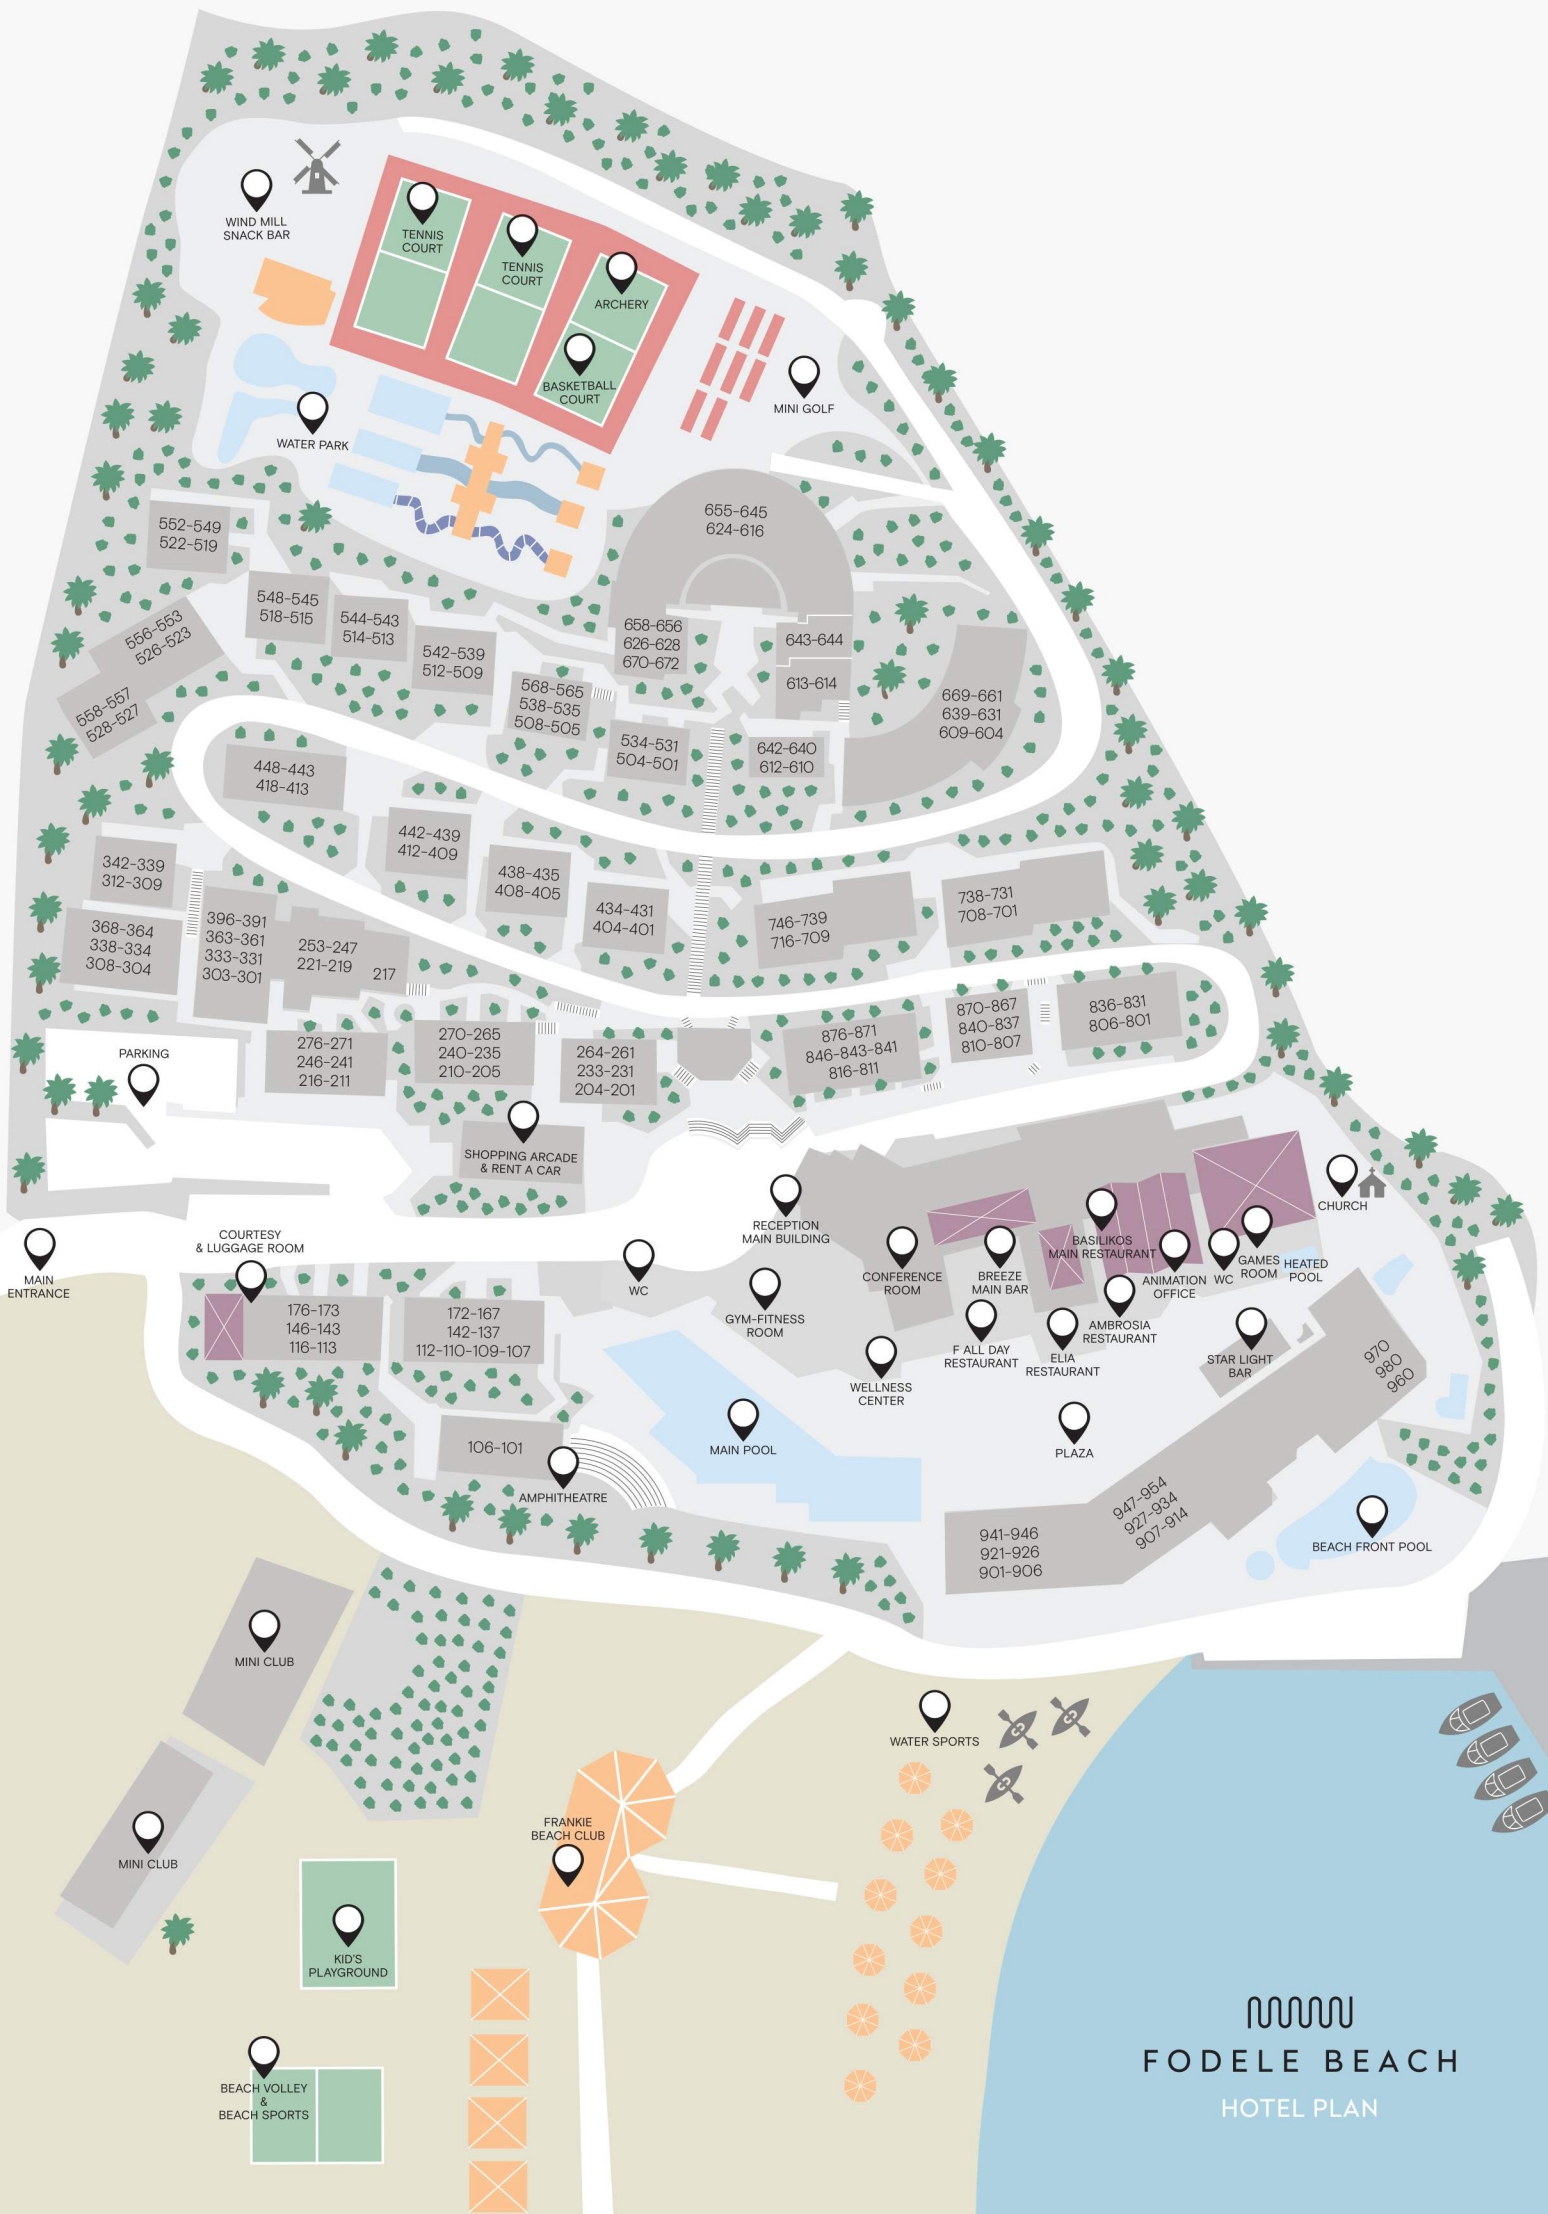 WIND MILL
SNACK BAR
TENNIS
COURT
TENNIS
COURT
ARCHERY
BASKETBALL
COURT
MINI GOLF
WATER PARK
655-645
624-616
552-549
522-519
548-545
518-515
544-543
514-513
556-553
526-523
542-539
512-509
658-656
626-628
670-672
643-644
613-614
558-557
528-527
568-565
538-535
508-505
669-661
639-631
609-604
534-531
504-501
642-640
612-610
448-443
418-413
442-439
412-409
342-339
312-309
438-435
408-405
434-431
404-401
746-739
716-709
738-731
708-701
368-364
338-334
308-304
396-391
363-361
333-331
303-301
253-247
221-219
217
276-271
246-241
216-211
270-265
240-235
210-205
264-261
233-231
204-201
876-871
846-843-841
816-811
870-867
840-837
810-807
836-831
806-801
PARKING
SHOPPING ARCADE
& RENT A CAR
RECEPTION
MAIN BUILDING
CHURCH
MAIN
ENTRANCE
COURTESY
& LUGGAGE ROOM
WC
CONFERENCE
ROOM
BREEZE
MAIN BAR
BASILIKOS
MAIN RESTAURANT
ANIMATION
OFFICE
WC
GAMES
ROOM
HEATED
POOL
176-173
146-143
116-113
172-167
142-137
112-110-109-107
GYM-FITNESS
ROOM
WELLNESS
CENTER
F ALL DAY
RESTAURANT
ELIA
RESTAURANT
AMBROSIA
RESTAURANT
STAR LIGHT
BAR
970
980
960
106-101
AMPHITHEATRE
MAIN POOL
PLAZA
947-954
927-934
907-914
941-946
921-926
901-906
BEACH FRONT POOL
MINI CLUB
MINI CLUB
WATER SPORTS
FRANKIE
BEACH CLUB
KID'S
PLAYGROUND
BEACH VOLLEY
&
BEACH SPORTS
FODELE BEACH
HOTEL PLAN